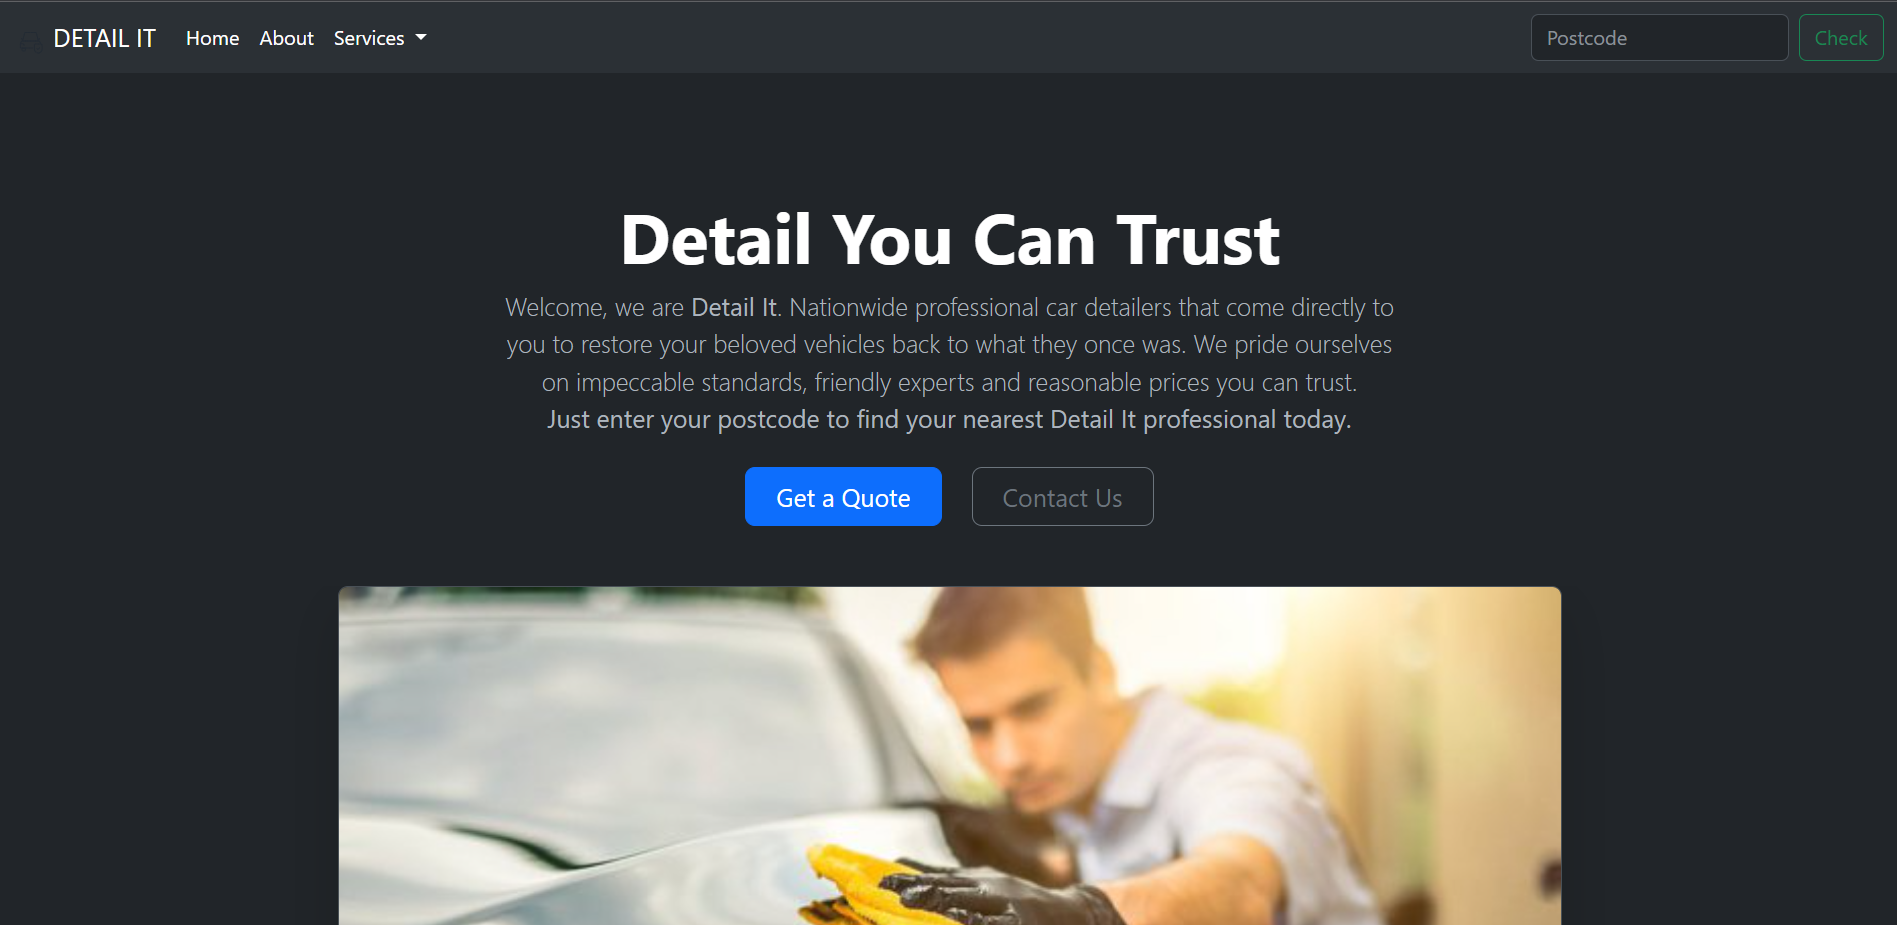 DETAIL IT Home About Services Postcode Check
Detail You Can Trust
Welcome, we are Detail It. Nationwide professional car detailers that come directly to
you to restore your beloved vehicles back to what they once was. We pride ourselves
on impeccable standards, friendly experts and reasonable prices you can trust.
Just enter your postcode to find your nearest Detail It professional today.
Get a Quote Contact Us